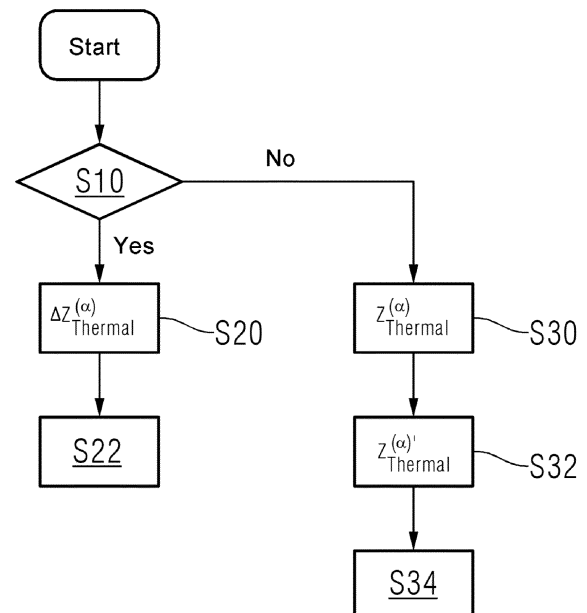 Start
S10
No
Yes
ΔZ(α)Thermal
S20
Z(α)Thermal
S30
S22
Z(α)'Thermal
S32
S34